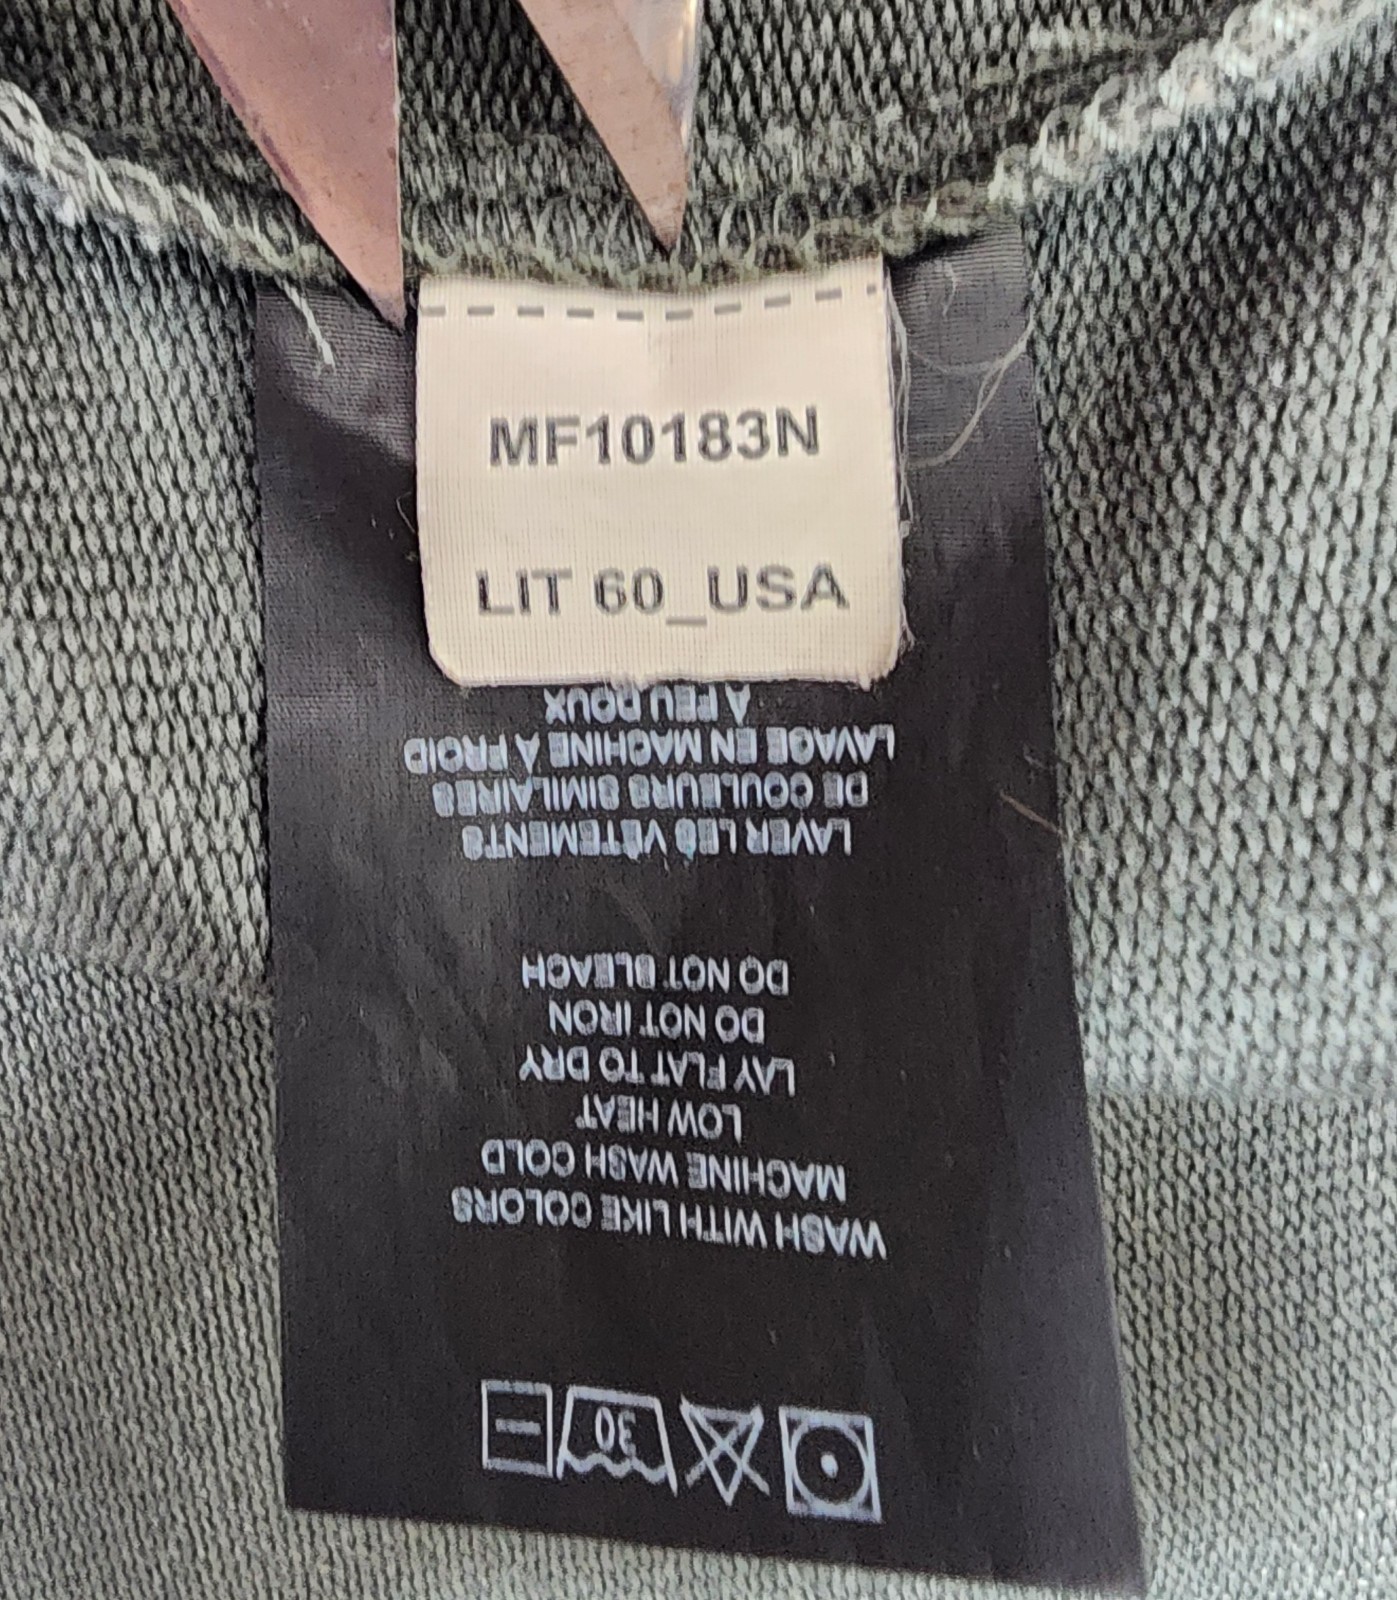 MF10183N
LIT 60_USA
30
WASH WITH LIKE COLORS
MACHINE WASH COLD
LOW HEAT
LAY FLAT TO DRY
DO NOT IRON
DO NOT BLEACH
LAVER LES VÊTEMENTS
DE COULEURS SIMILAIRES
LAVAGE EN MACHINE À FROID
À FEU DOUX